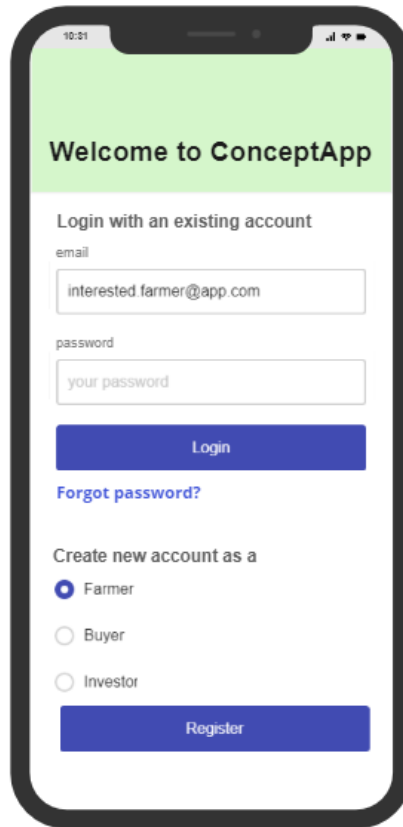 10:31
Welcome to ConceptApp
Login with an existing account
email
interested.farmer@app.com
password
your password
Login
Forgot password?
Create new account as a
Farmer
Buyer
Investor
Register